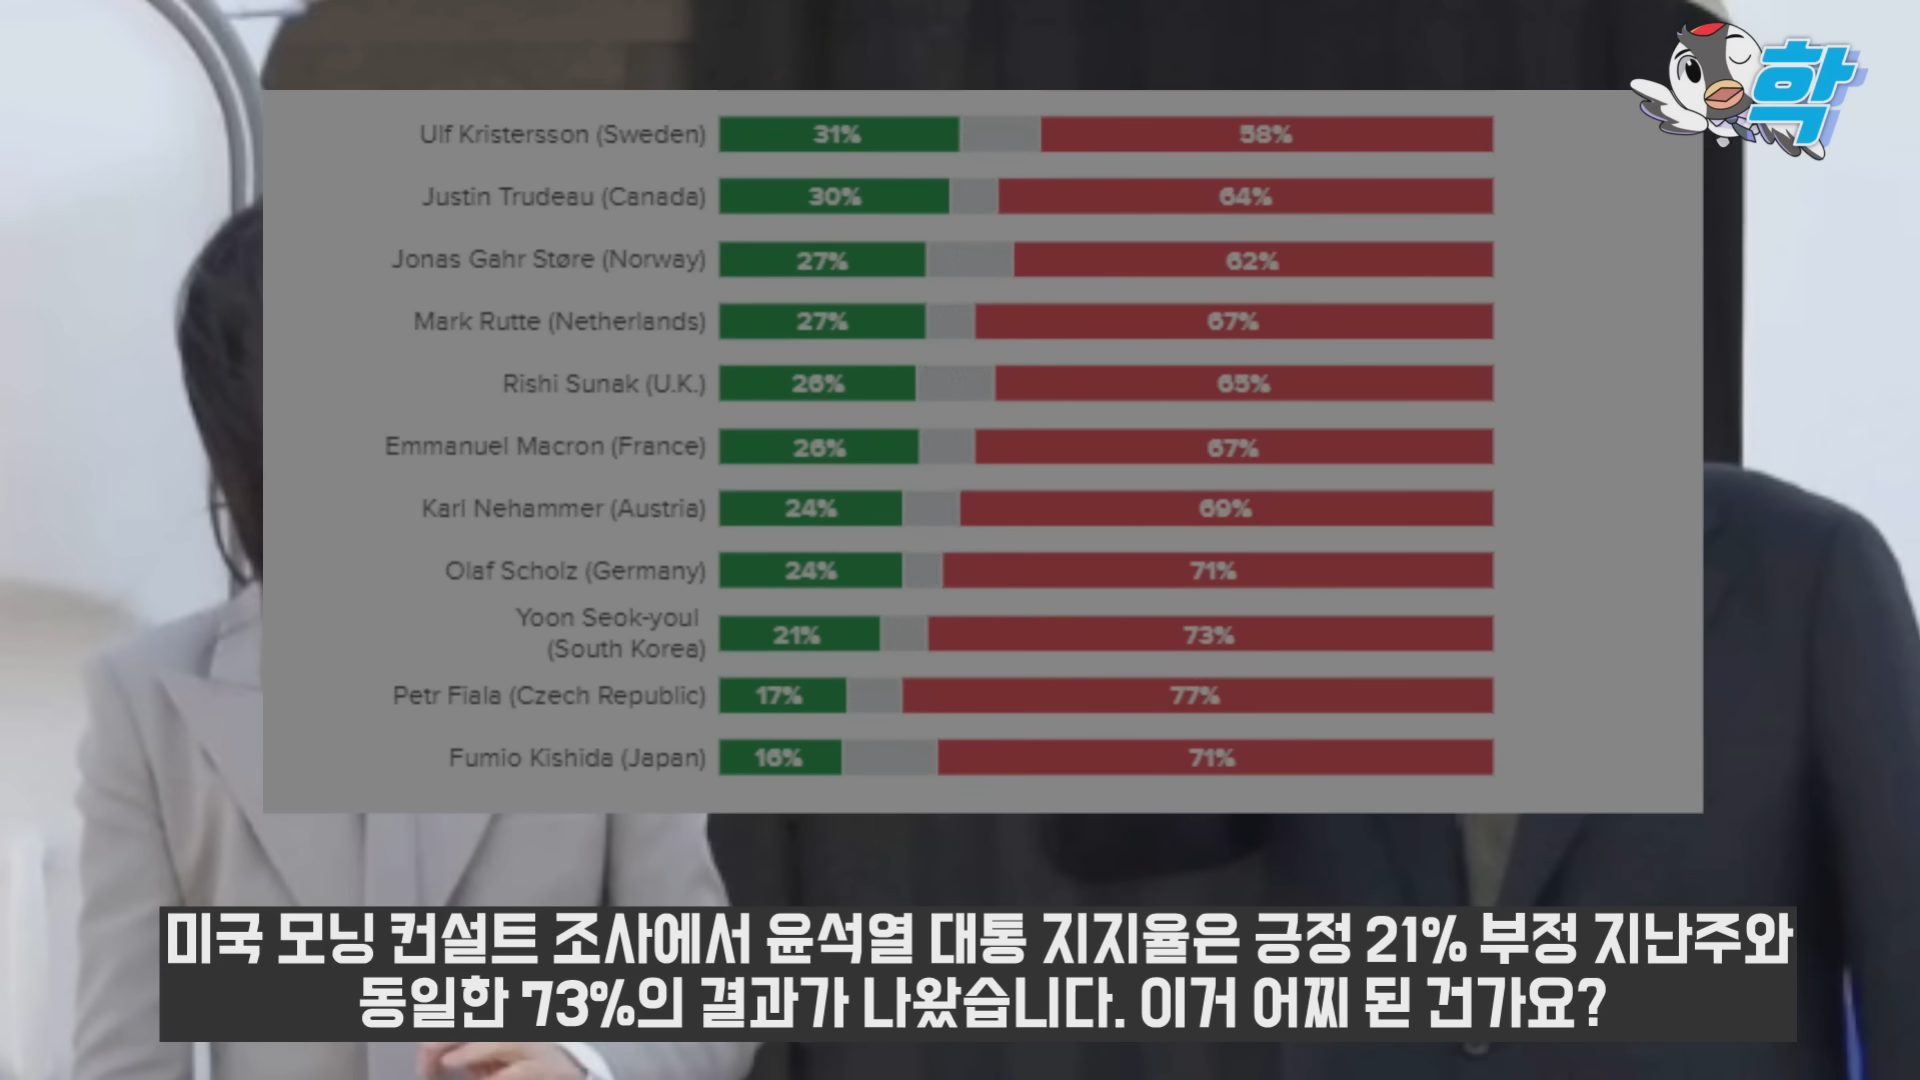 학
Ulf Kristersson (Sweden) 31% 58%
Justin Trudeau (Canada) 30% 64%
Jonas Gahr Støre (Norway) 27% 62%
Mark Rutte (Netherlands) 27% 67%
Rishi Sunak (U.K.) 26% 65%
Emmanuel Macron (France) 26% 67%
Karl Nehammer (Austria) 24% 69%
Olaf Scholz (Germany) 24% 71%
Yoon Seok-youl
(South Korea) 21% 73%
Petr Fiala (Czech Republic) 17% 77%
Fumio Kishida (Japan) 16% 71%
미국 모닝 컨설트 조사에서 윤석열 대통 지지율은 긍정 21% 부정 지난주와
동일한 73%의 결과가 나왔습니다. 이거 어찌 된 건가요?